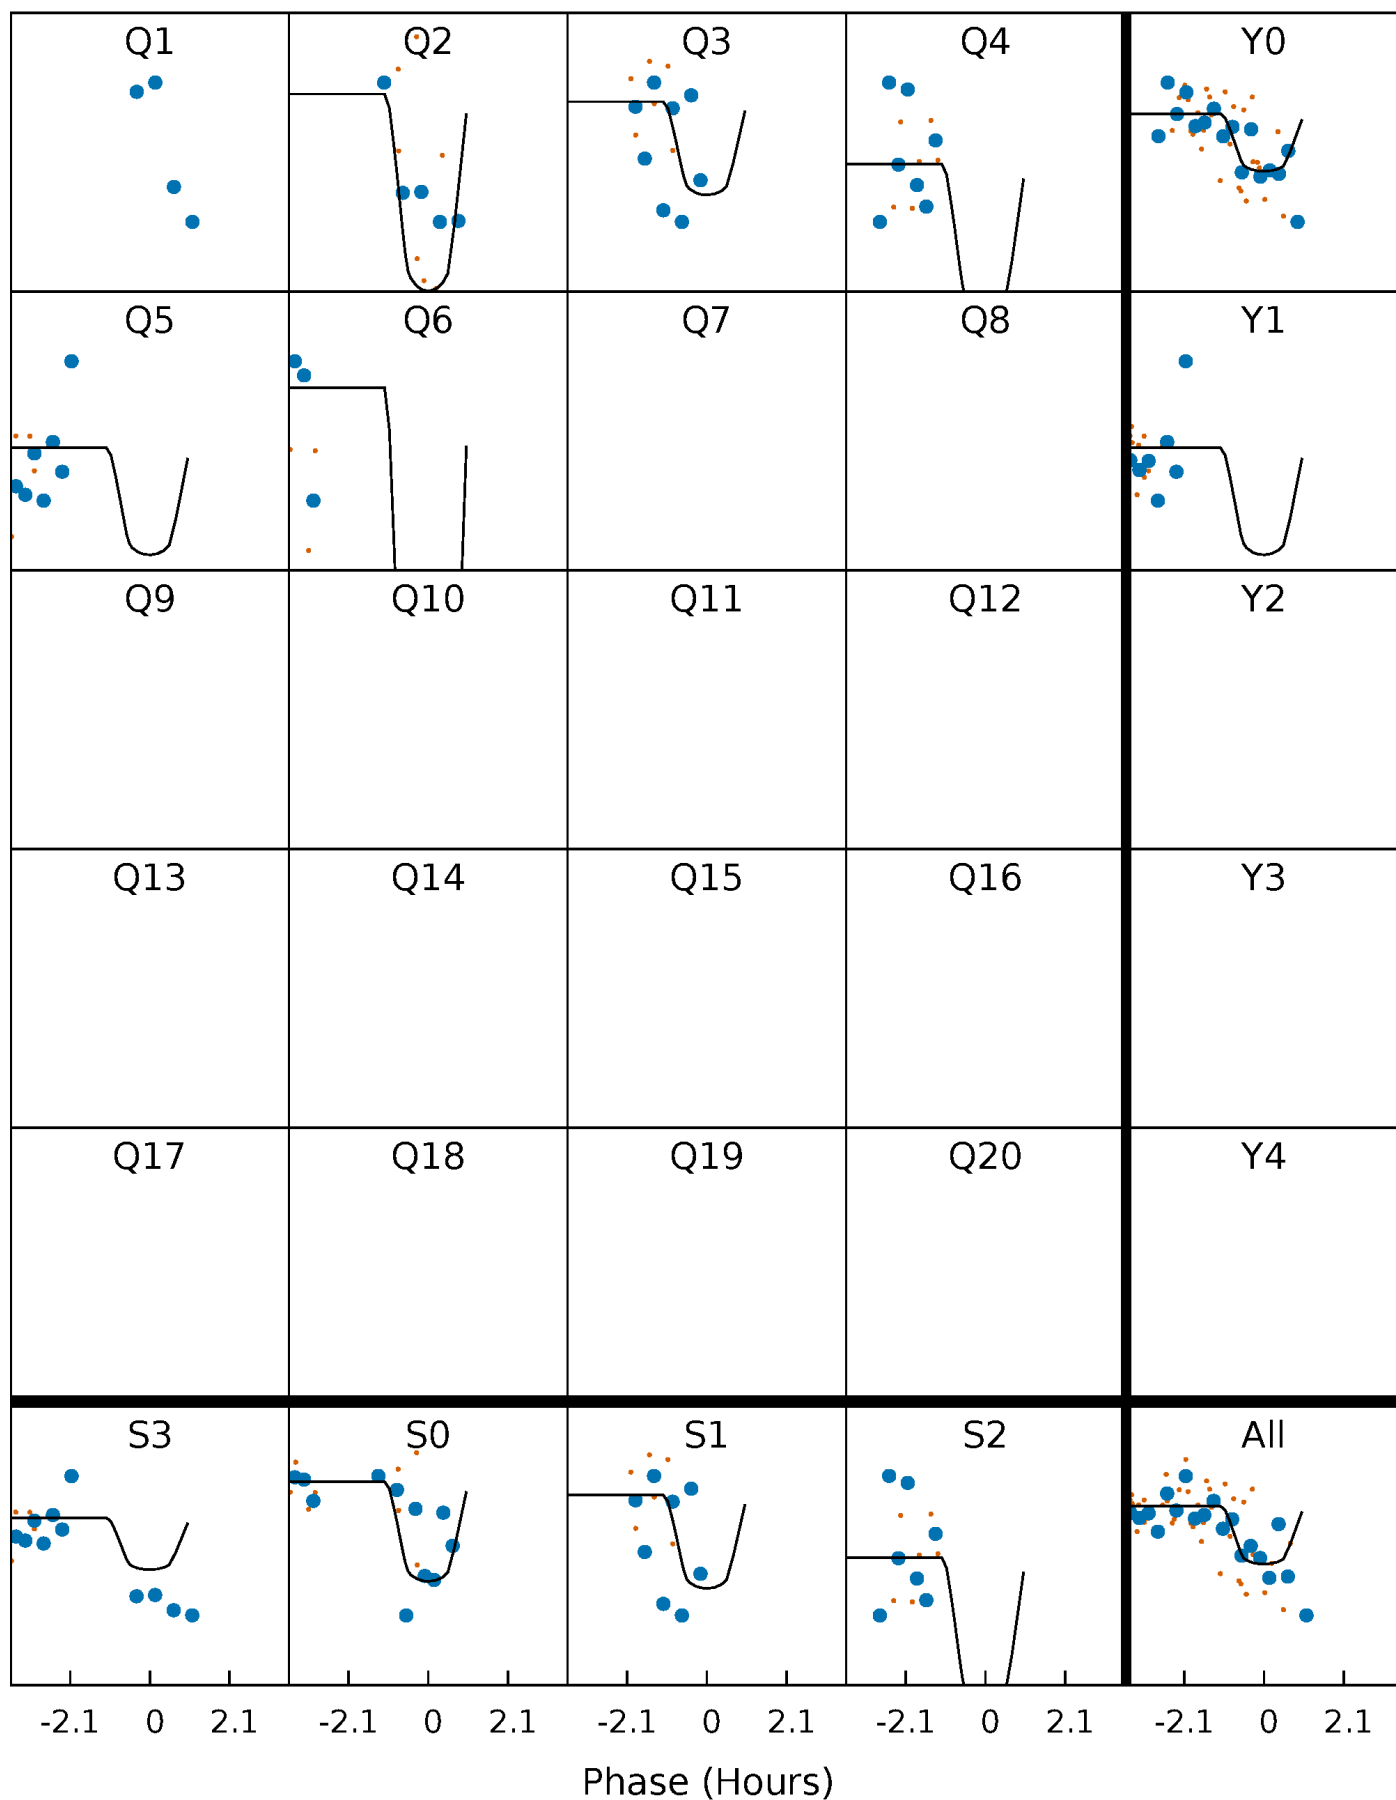 Q1 Q2 Q3 Q4 Y0
Q5 Q6 Q7 Q8 Y1
Q9 Q10 Q11 Q12 Y2
Q13 Q14 Q15 Q16 Y3
Q17 Q18 Q19 Q20 Y4
S3 S0 S1 S2 All
-2.1 0 2.1 -2.1 0 2.1 -2.1 0 2.1 -2.1 0 2.1 -2.1 0 2.1
Phase (Hours)